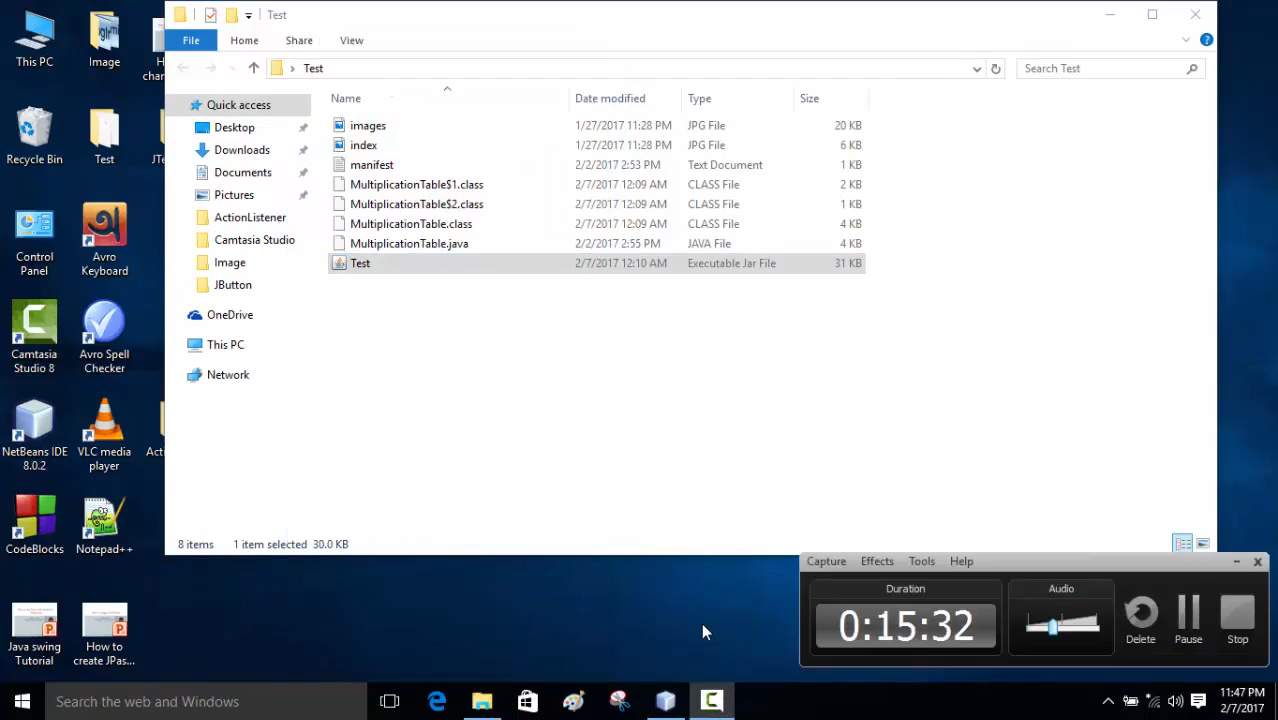 Test
File Home Share View
Test
Search Test
Name Date modified Type Size
Quick access
Desktop
Downloads
Documents
Pictures
ActionListener
Camtasia Studio
Image
JButton
OneDrive
This PC
Network
images 1/27/2017 11:28 PM JPG File 20 KB
index 1/27/2017 11:28 PM JPG File 6 KB
manifest 2/2/2017 2:53 PM Text Document 1 KB
MultiplicationTable$1.class 2/7/2017 12:09 AM CLASS File 2 KB
MultiplicationTable$2.class 2/7/2017 12:09 AM CLASS File 1 KB
MultiplicationTable.class 2/7/2017 12:09 AM CLASS File 4 KB
MultiplicationTable.java 2/2/2017 2:55 PM JAVA File 4 KB
Test 2/7/2017 12:10 AM Executable Jar File 31 KB
8 items 1 item selected 30.0 KB
This PC
Image
Recycle Bin
Test
Control
Panel
Avro
Keyboard
Camtasia
Studio 8
Avro Spell
Checker
NetBeans IDE
8.0.2
VLC media
player
CodeBlocks
Notepad++
Java swing
Tutorial
How to
create JPas...
Capture Effects Tools Help
Duration
0:15:32
Audio
Delete
Pause
Stop
Search the web and Windows
11:47 PM
2/7/2017